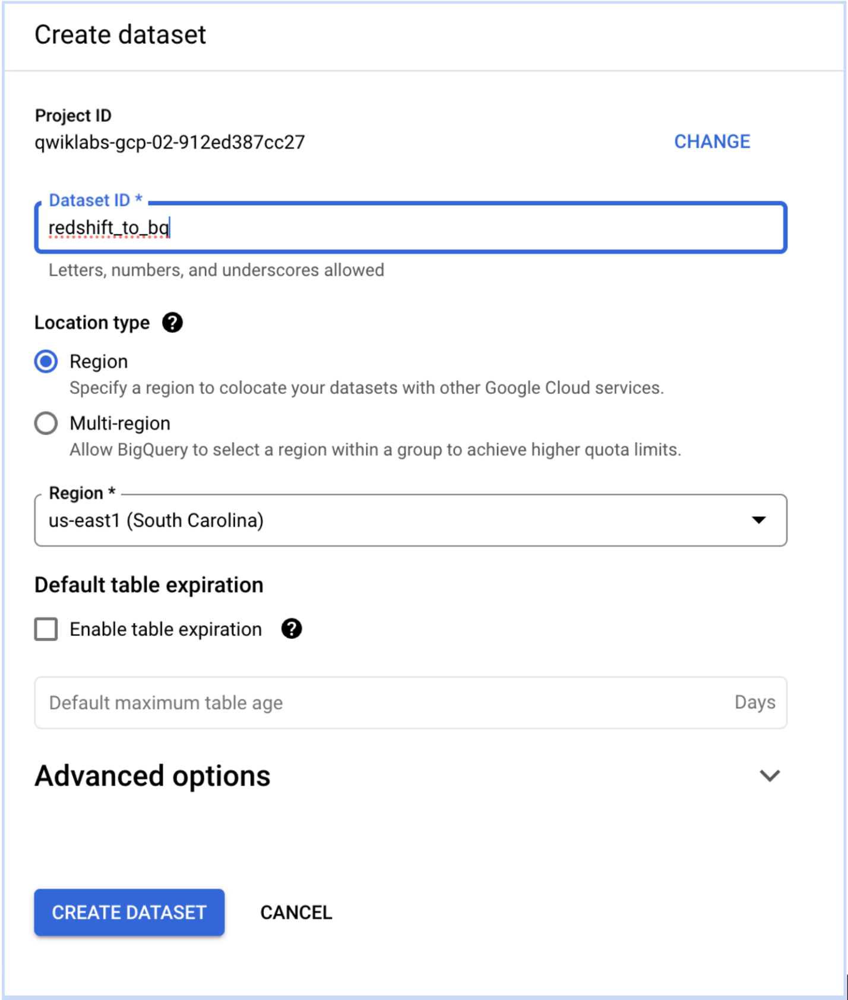 Create dataset
Project ID
qwiklabs-gcp-02-912ed387cc27
CHANGE
Dataset ID *
redshift_to_bq
Letters, numbers, and underscores allowed
Location type ?
Region
Specify a region to colocate your datasets with other Google Cloud services.
Multi-region
Allow BigQuery to select a region within a group to achieve higher quota limits.
Region *
us-east1 (South Carolina)
Default table expiration
Enable table expiration ?
Default maximum table age Days
Advanced options
CREATE DATASET CANCEL